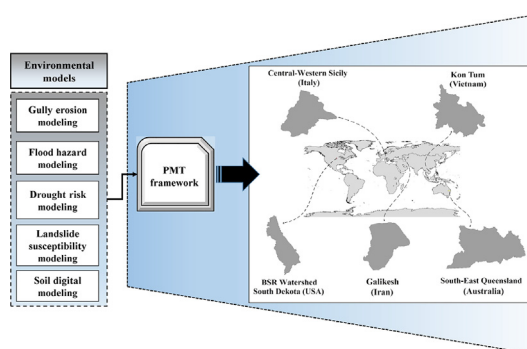 Environmental
models
Gully erosion
modeling
Flood hazard
modeling
Drought risk
modeling
Landslide
susceptibility modeling
Soil digital
modeling
PMT
framework
Central-Western Sicily
(Italy)
Kon Tum
(Vietnam)
BSR Watershed
South Dekota (USA)
Galikesh
(Iran)
South-East Queensland
(Australia)